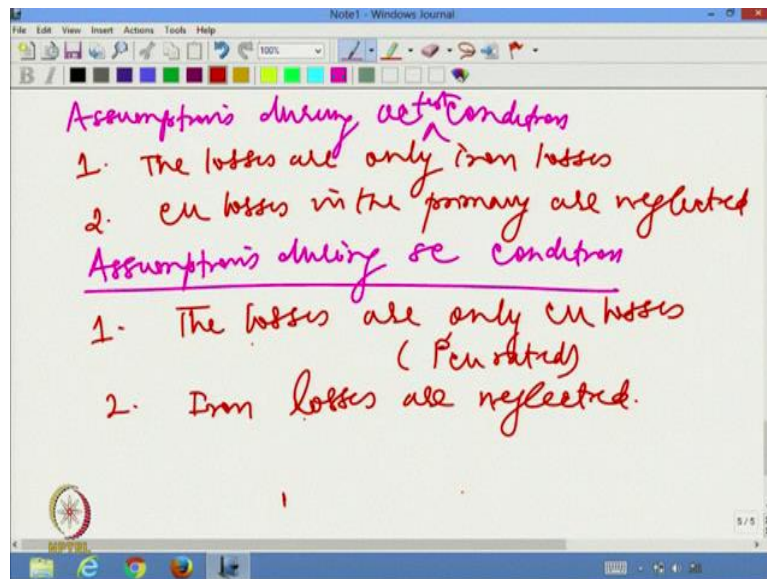 Note1 - Windows Journal
File Edit View Insert Actions Tools Help
100%
B I
Assumptions during oc test condition
1. The losses are only iron losses
2. cu losses in the primary are neglected
Assumptions during sc condition
1. The losses are only cu losses
(Pcu rated)
2. Iron losses are neglected.
5/5
NPTEL